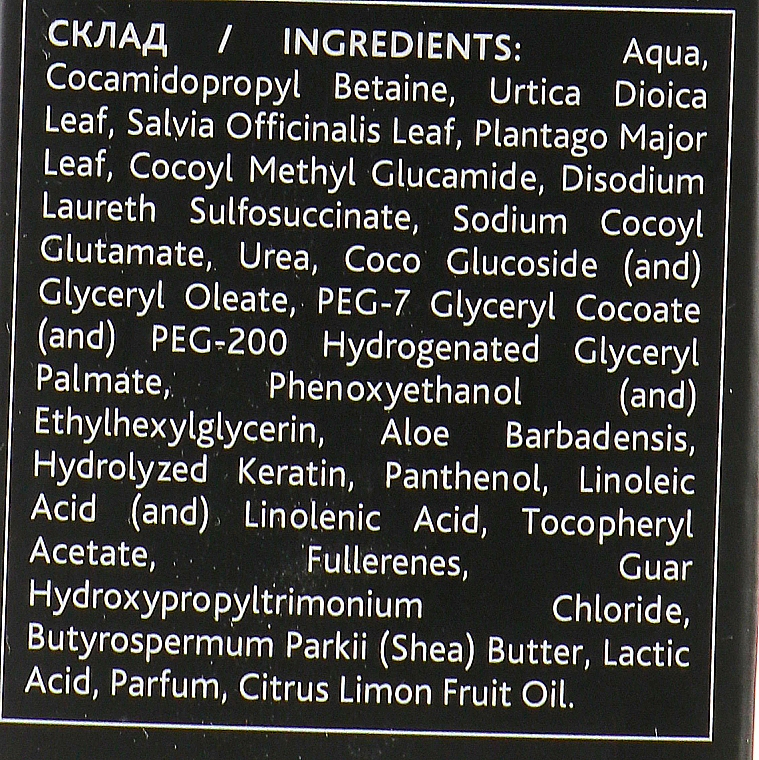 СКЛАД / INGREDIENTS: Aqua,
Cocamidopropyl Betaine, Urtica Dioica
Leaf, Salvia Officinalis Leaf, Plantago Major
Leaf, Cocoyl Methyl Glucamide, Disodium
Laureth Sulfosuccinate, Sodium Cocoyl
Glutamate, Urea, Coco Glucoside (and)
Glyceryl Oleate, PEG-7 Glyceryl Cocoate
(and) PEG-200 Hydrogenated Glyceryl
Palmate, Phenoxyethanol (and)
Ethylhexylglycerin, Aloe Barbadensis,
Hydrolyzed Keratin, Panthenol, Linoleic
Acid (and) Linolenic Acid, Tocopheryl
Acetate, Fullerenes, Guar
Hydroxypropyltrimonium Chloride,
Butyrospermum Parkii (Shea) Butter, Lactic
Acid, Parfum, Citrus Limon Fruit Oil.